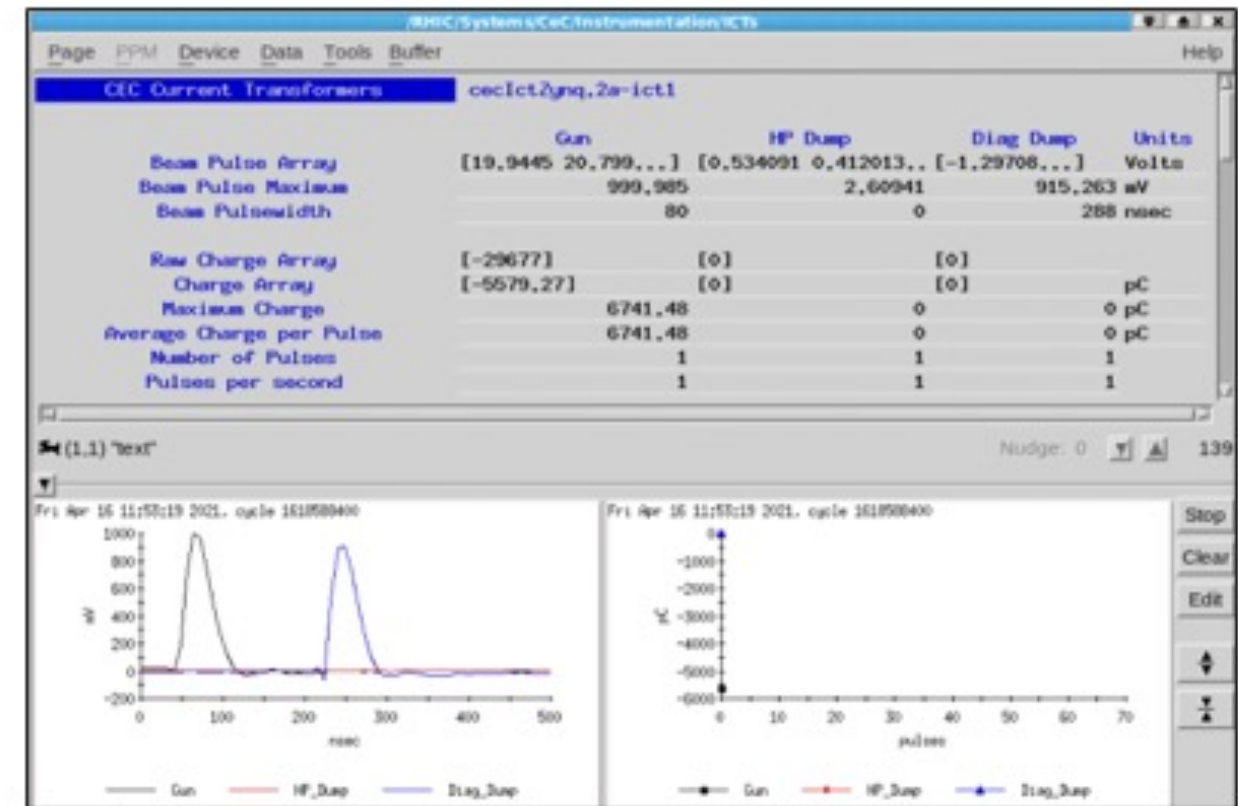 /RHIC/Systems/CeC/Instrumentation/ICTs
Page PPM Device Data Tools Buffer Help
CEC Current Transformers cecIctZynq,2a-ict1
Gun HP Dump Diag Dump Units
Beam Pulse Array [19,9445 20,799...] [0,534091 0,412013.. [-1,29708...] Volts
Beam Pulse Maximum 999,985 2,60941 915,263 mV
Beam Pulsewidth 80 0 288 nsec
Raw Charge Array [-29677] [0] [0]
Charge Array [-5579,27] [0] [0] pC
Maximum Charge 6741,48 0 0 pC
Average Charge per Pulse 6741,48 0 0 pC
Number of Pulses 1 1 1
Pulses per second 1 1 1
(1,1) "text" Nudge: 0 139
Fri Apr 16 11:53:19 2021, cycle 1618588400 Fri Apr 16 11:53:19 2021, cycle 1618588400
Stop
Clear
Edit
1000
800
600
400
200
0
-200
mV
0 100 200 300 400 500
nsec
Gun HP_Dump Diag_Dump
0
-1000
-2000
-3000
-4000
-5000
-6000
pC
0 10 20 30 40 50 60 70
pulses
Gun HP_Dump Diag_Dump